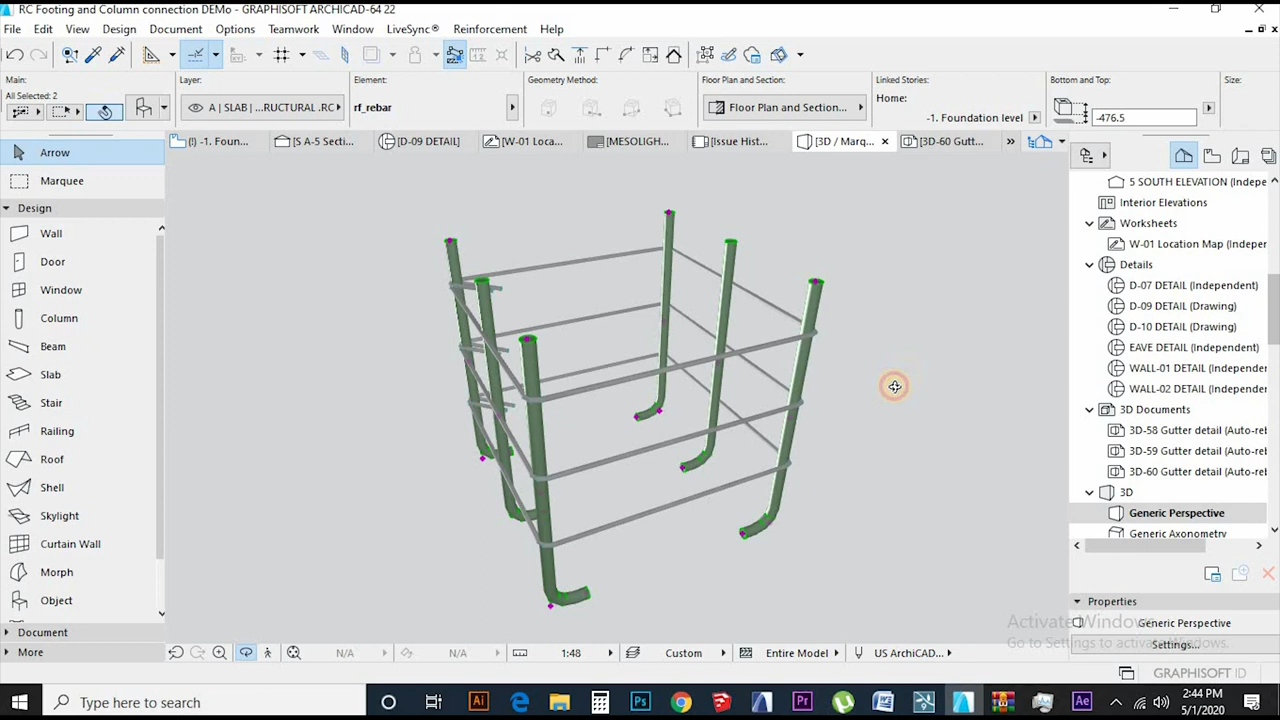 RC Footing and Column connection DEMo - GRAPHISOFT ARCHICAD-64 22
File Edit View Design Document Options Teamwork Window LiveSync® Reinforcement Help
Main:
All Selected: 2
Layer:
A | SLAB | ...RUCTURAL .RC
Element:
rf_rebar
Geometry Method:
Floor Plan and Section:
Floor Plan and Section...
Linked Stories:
Home:
-1. Foundation level
Bottom and Top:
-476.5
Size:
(!) -1. Foun...
[S A-5 Secti...
[D-09 DETAIL]
[W-01 Loca...
[MESOLIGH...
[Issue Hist...
[3D / Marq...
[3D-60 Gutt...
Arrow
Marquee
Design
Wall
Door
Window
Column
Beam
Slab
Stair
Railing
Roof
Shell
Skylight
Curtain Wall
Morph
Object
Document
More
5 SOUTH ELEVATION (Indepe
Interior Elevations
Worksheets
W-01 Location Map (Indeper
Details
D-07 DETAIL (Independent)
D-09 DETAIL (Drawing)
D-10 DETAIL (Drawing)
EAVE DETAIL (Independent)
WALL-01 DETAIL (Independer
WALL-02 DETAIL (Independer
3D Documents
3D-58 Gutter detail (Auto-reb
3D-59 Gutter detail (Auto-reb
3D-60 Gutter detail (Auto-reb
3D
Generic Perspective
Generic Axonometry
Properties
Generic Perspective
Settings...
Activate Windows
Go to Settings to activate Windows.
N/A
N/A
1:48
Custom
Entire Model
US ArchiCAD...
GRAPHISOFT ID
Type here to search
Ai
Ps
Pr
Ae
2:44 PM
5/1/2020